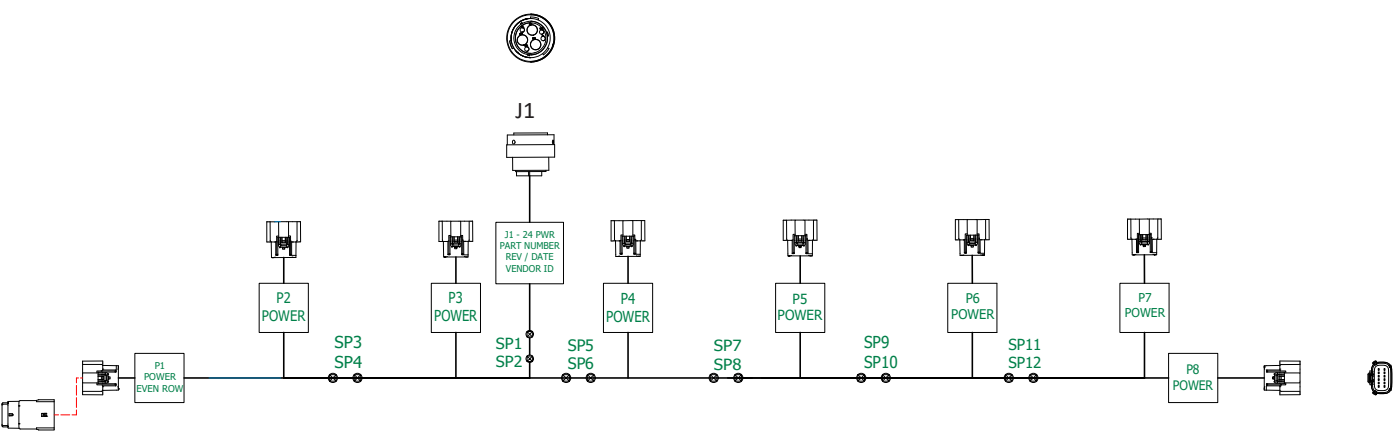 J1
J1 - 24 PWR
PART NUMBER
REV / DATE
VENDOR ID
P2
POWER
P3
POWER
P4
POWER
P5
POWER
P6
POWER
P7
POWER
SP3
SP4
SP1
SP2
SP5
SP6
SP7
SP8
SP9
SP10
SP11
SP12
P1
POWER
EVEN ROW
P8
POWER